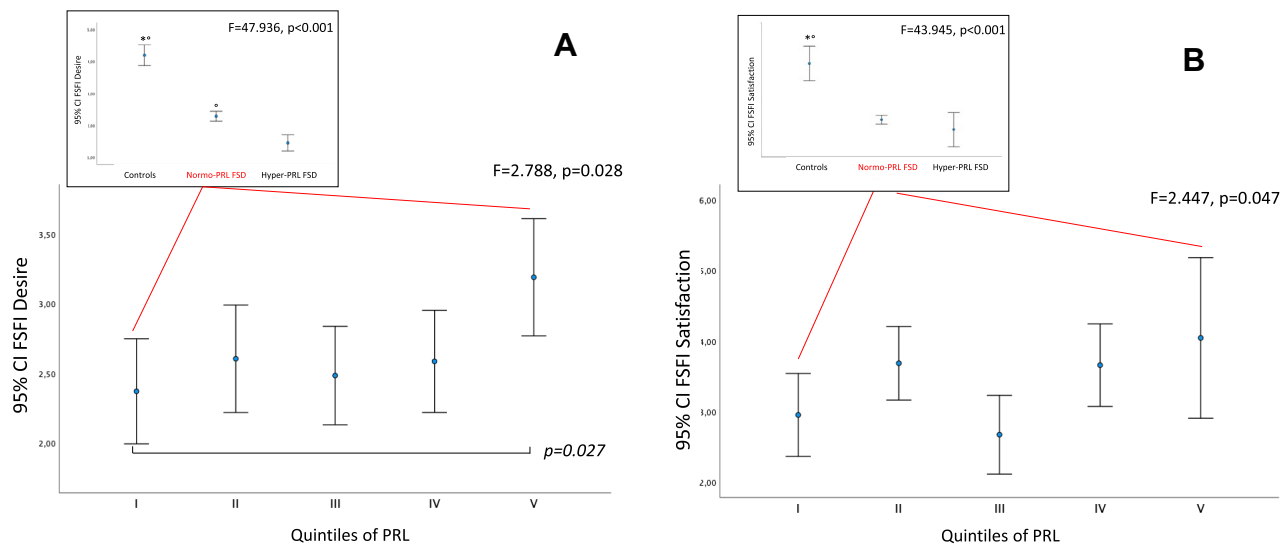 A
F=47.936, p<0.001
*°
°
95% CI FSFI Desire
Controls
Normo-PRL FSD
Hyper-PRL FSD
F=2.788, p=0.028
95% CI FSFI Desire
3,50
3,00
2,50
2,00
p=0.027
I
II
III
IV
V
Quintiles of PRL
B
F=43.945, p<0.001
*°
95% CI FSFI Satisfaction
Controls
Normo-PRL FSD
Hyper-PRL FSD
F=2.447, p=0.047
95% CI FSFI Satisfaction
6,00
5,00
4,00
3,00
2,00
I
II
III
IV
V
Quintiles of PRL